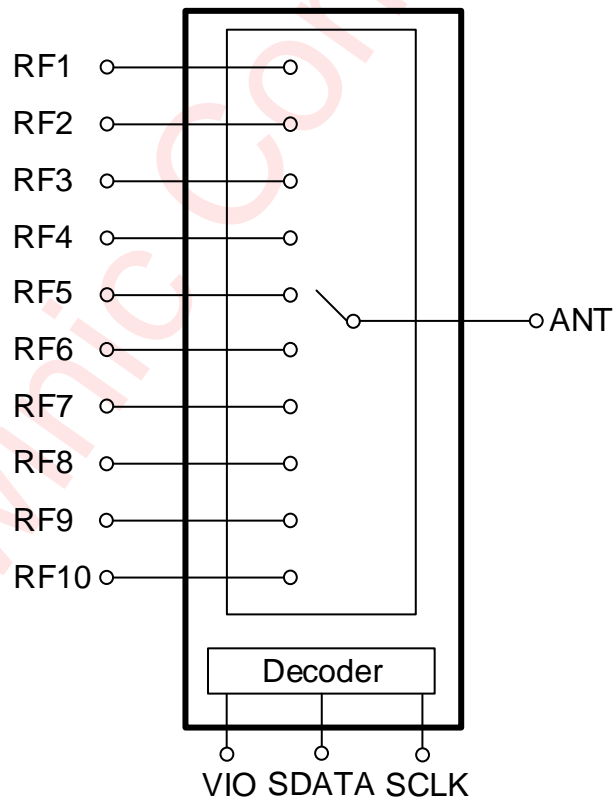 RF1
RF2
RF3
RF4
RF5
ANT
RF6
RF7
RF8
RF9
RF10
Decoder
VIO SDATA SCLK